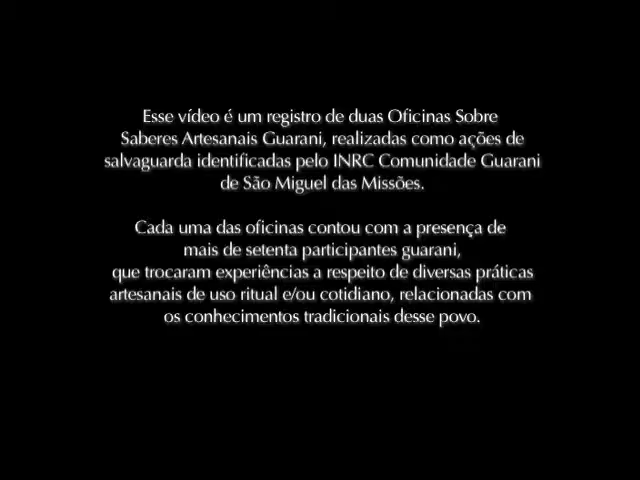 Esse vídeo é um registro de duas Oficinas Sobre
Saberes Artesanais Guarani, realizadas como ações de
salvaguarda identificadas pelo INRC Comunidade Guarani
de São Miguel das Missões.
Cada uma das oficinas contou com a presença de
mais de setenta participantes guarani,
que trocaram experiências a respeito de diversas práticas
artesanais de uso ritual e/ou cotidiano, relacionadas com
os conhecimentos tradicionais desse povo.